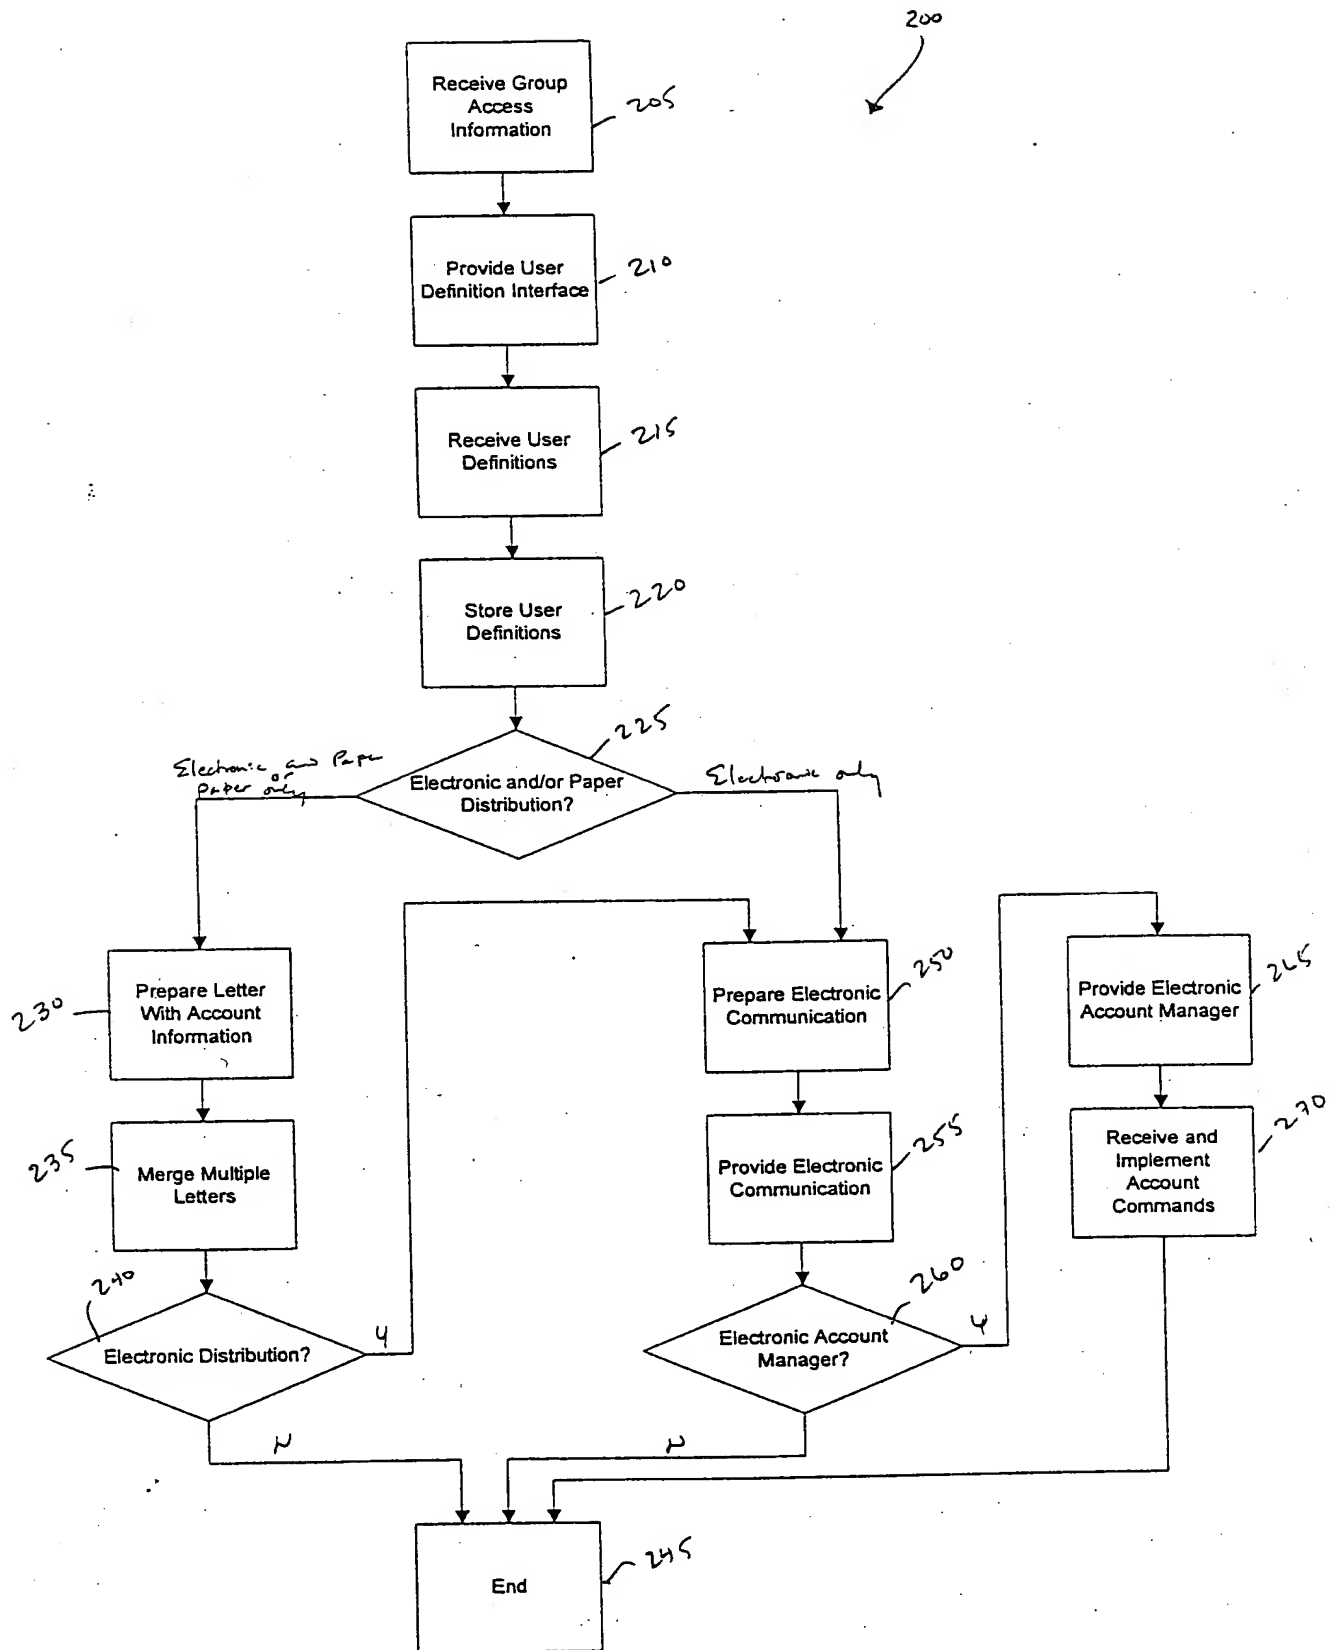 200
Receive Group
Access
Information
205
Provide User
Definition Interface
210
Receive User
Definitions
215
Store User
Definitions
220
225
Electronic and Paper
or
Paper only
Electronic and/or Paper
Distribution?
Electronic only
230
Prepare Letter
With Account
Information
Prepare Electronic
Communication
250
Provide Electronic
Account Manager
265
235
Merge Multiple
Letters
Provide Electronic
Communication
255
Receive and
Implement
Account
Commands
270
240
Electronic Distribution?
Y
260
Electronic Account
Manager?
Y
N
N
End
245